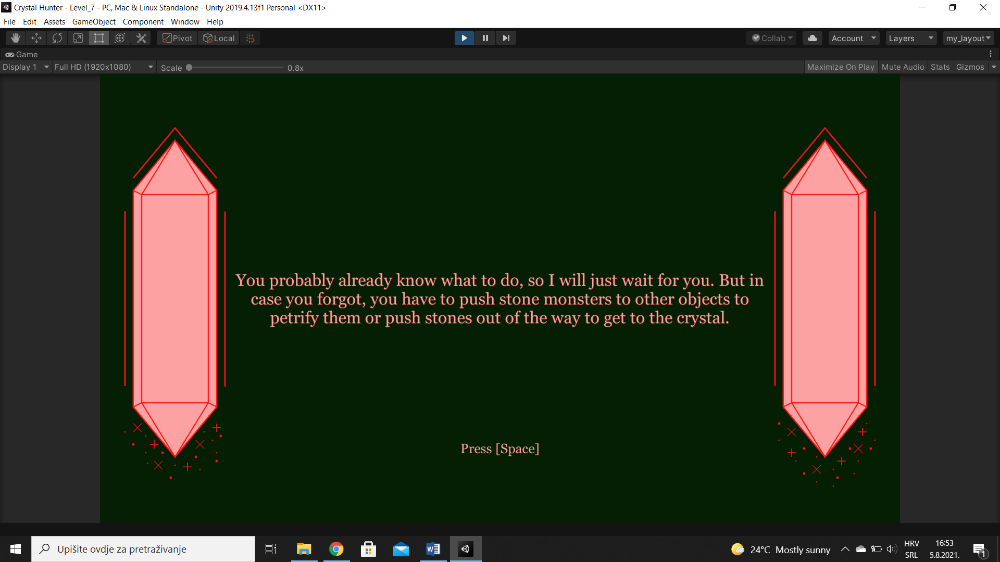 Crystal Hunter - Level_7 - PC, Mac & Linux Standalone - Unity 2019.4.13f1 Personal <DX11>
File Edit Assets GameObject Component Window Help
Pivot Local Collab Account Layers my_layout
Game
Display 1 Full HD (1920x1080) Scale 0.8x Maximize On Play Mute Audio Stats Gizmos
You probably already know what to do, so I will just wait for you. But in
case you forgot, you have to push stone monsters to other objects to
petrify them or push stones out of the way to get to the crystal.
Press [Space]
Upišite ovdje za pretraživanje
24°C Mostly sunny
HRV
SRL
16:53
5.8.2021.
1